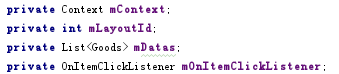 private Context mContext;
private int mLayoutId;
private List<Goods> mDatas;
private OnItemClickListener mOnItemClickListener;